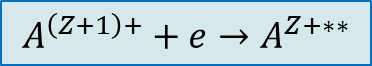 A^{(Z+1)+} + e → A^{Z+**}